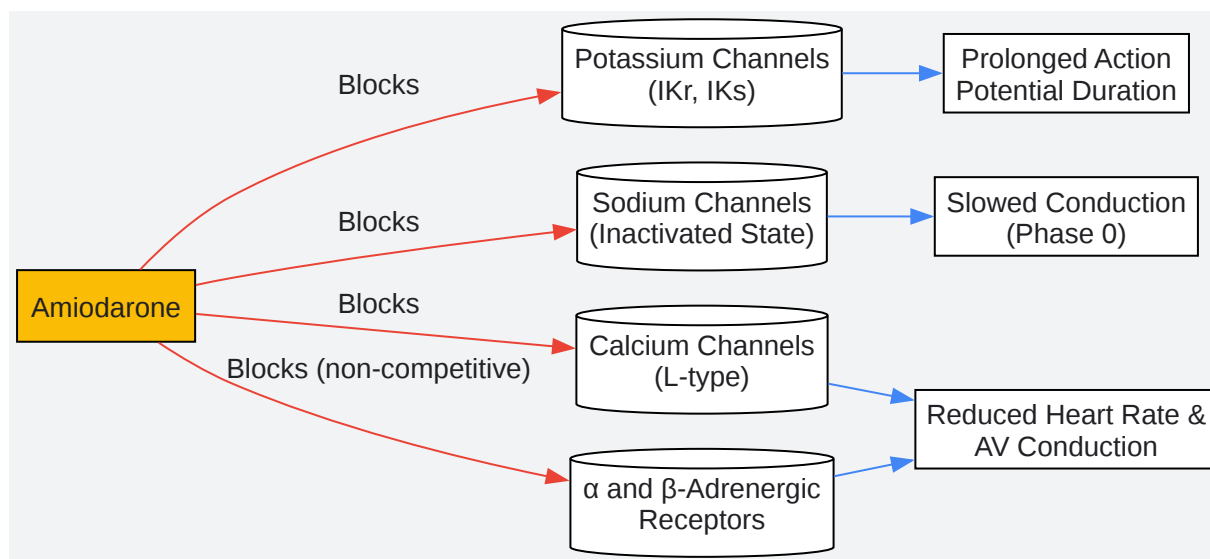 Amiodarone
Blocks
Blocks
Blocks
Blocks (non-competitive)
Potassium Channels
(IKr, IKs)
Sodium Channels
(Inactivated State)
Calcium Channels
(L-type)
α and β-Adrenergic
Receptors
Prolonged Action
Potential Duration
Slowed Conduction
(Phase 0)
Reduced Heart Rate &
AV Conduction